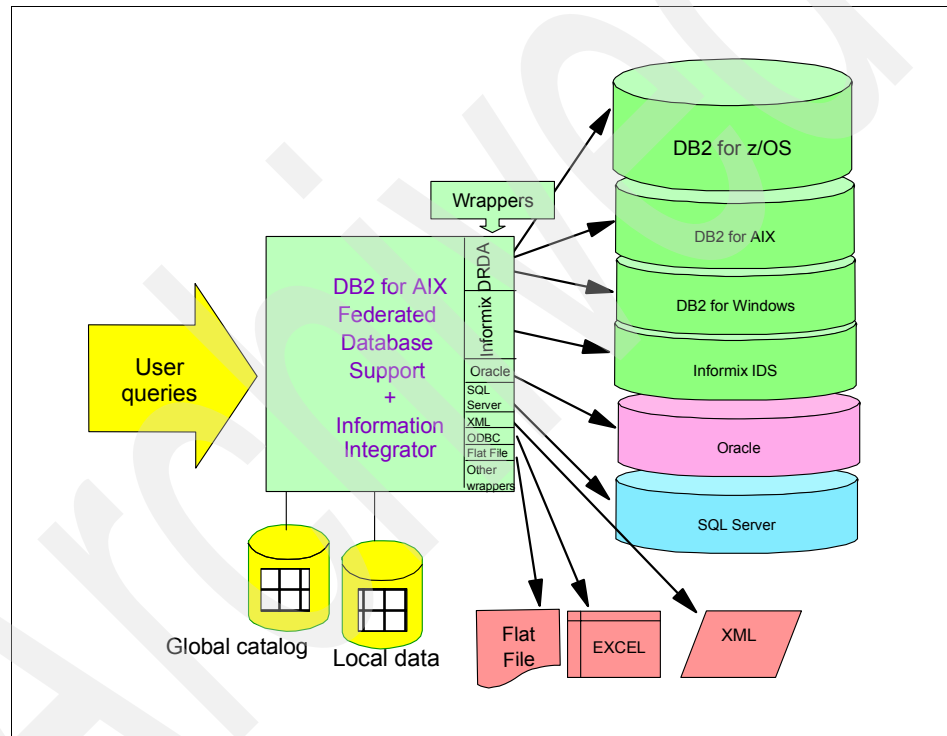 Archived
Wrappers
User
queries
DB2 for AIX
Federated
Database
Support
+
Information
Integrator
DRDA
Informix
Oracle
SQL
Server
XML
ODBC
Flat File
Other
wrappers
DB2 for z/OS
DB2 for AIX
DB2 for Windows
Informix IDS
Oracle
SQL Server
Global catalog
Local data
Flat
File
EXCEL
XML